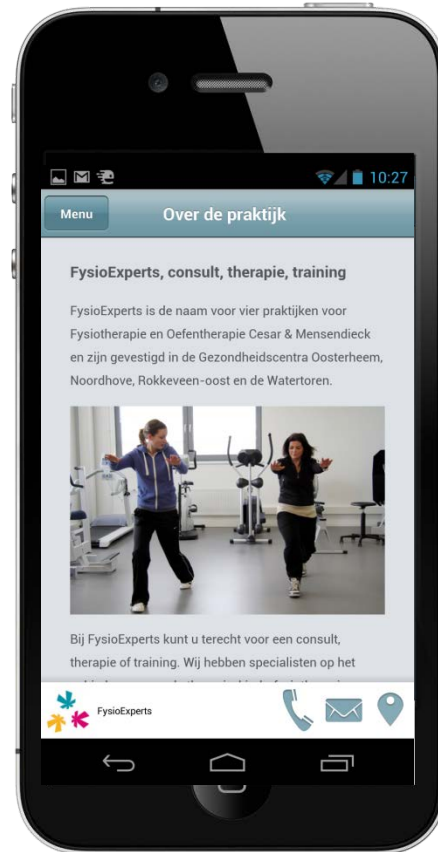 10:27
Menu
Over de praktijk
FysioExperts, consult, therapie, training
FysioExperts is de naam voor vier praktijken voor
Fysiotherapie en Oefentherapie Cesar & Mensendieck
en zijn gevestigd in de Gezondheidscentra Oosterheem,
Noordhove, Rokkeveen-oost en de Watertoren.
Bij FysioExperts kunt u terecht voor een consult,
therapie of training. Wij hebben specialisten op het
FysioExperts